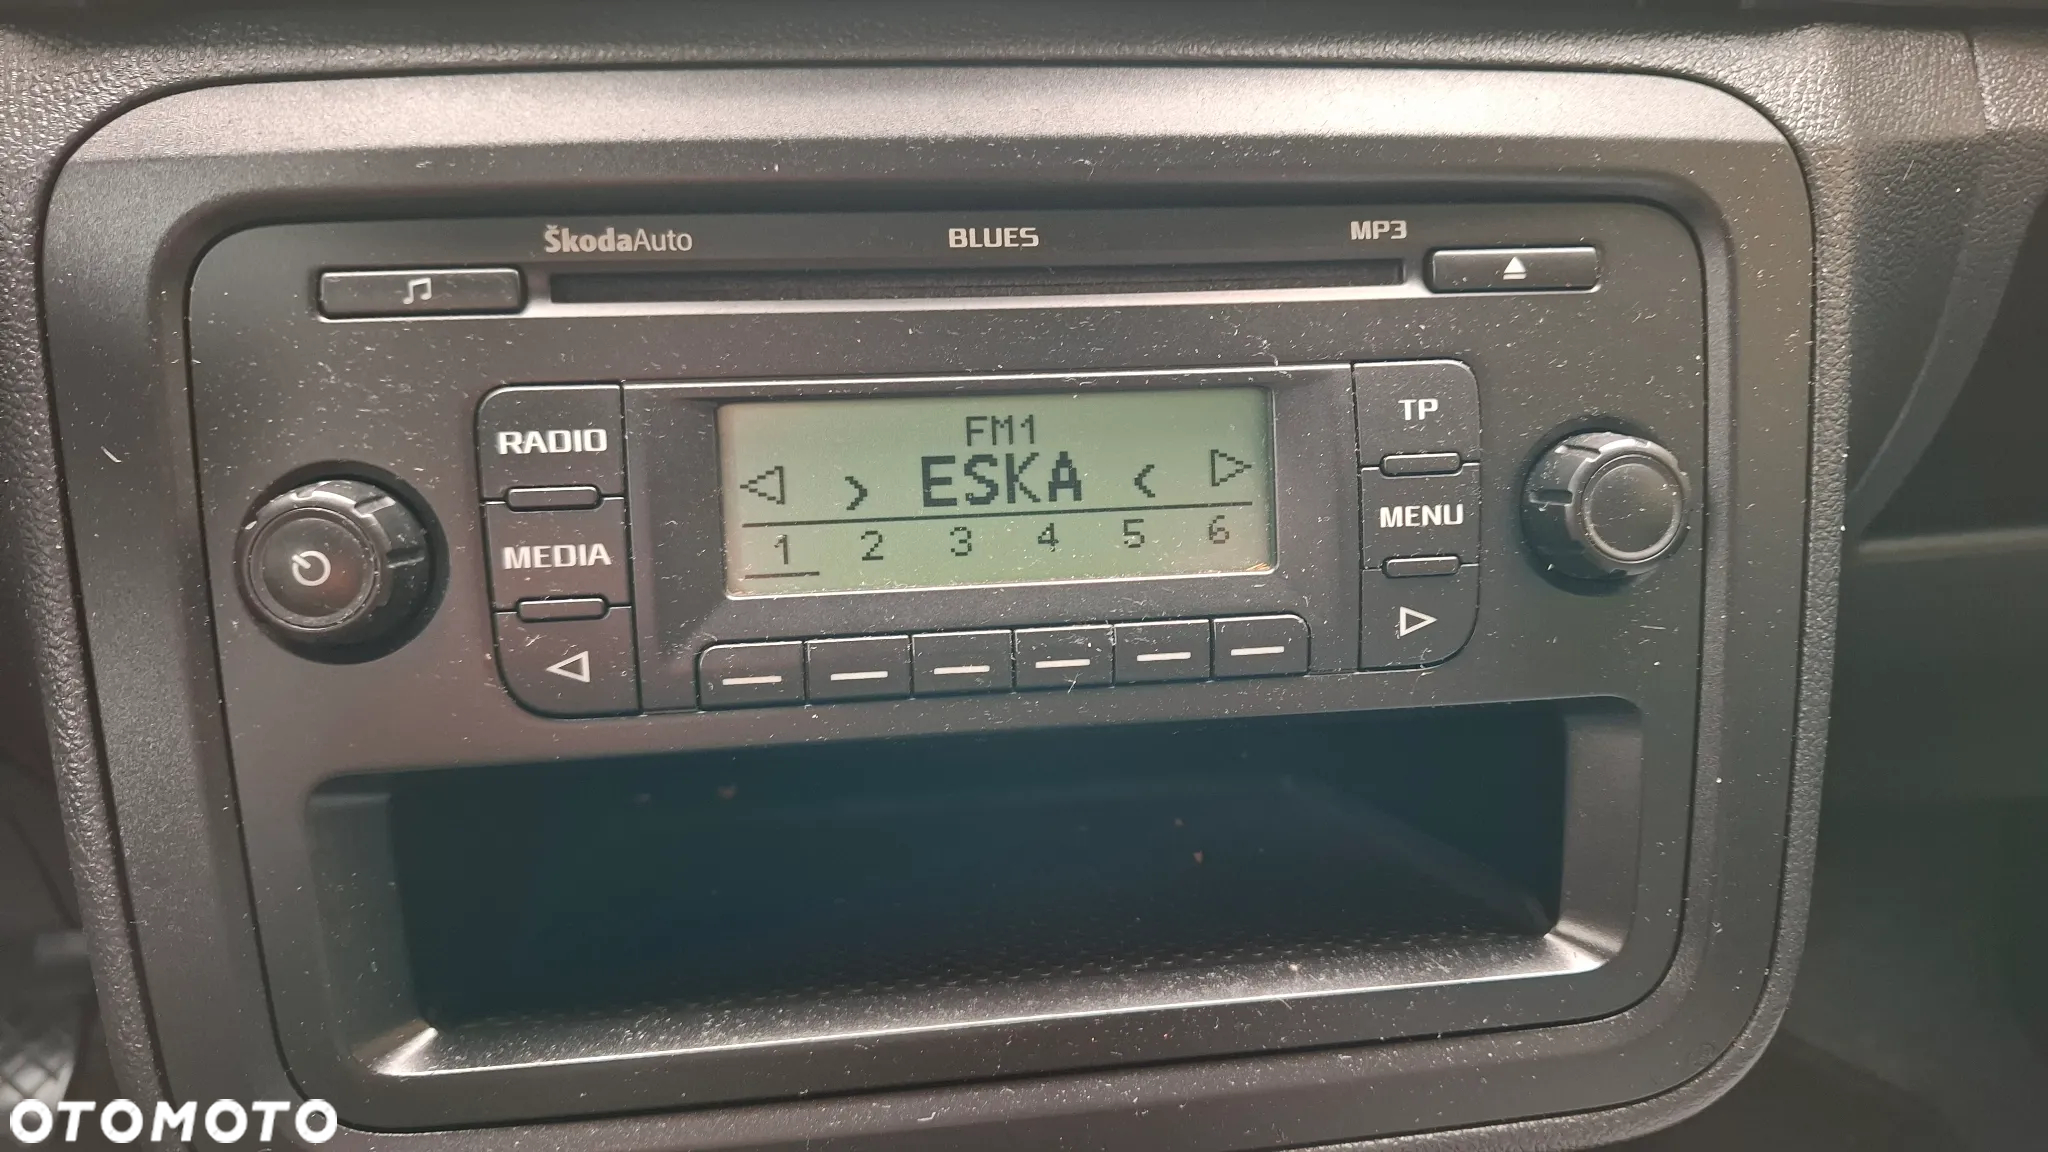 ŠkodaAuto
BLUES
MP3
RADIO
MEDIA
FM1
> ESKA <
1 2 3 4 5 6
TP
MENU
OTOMOTO